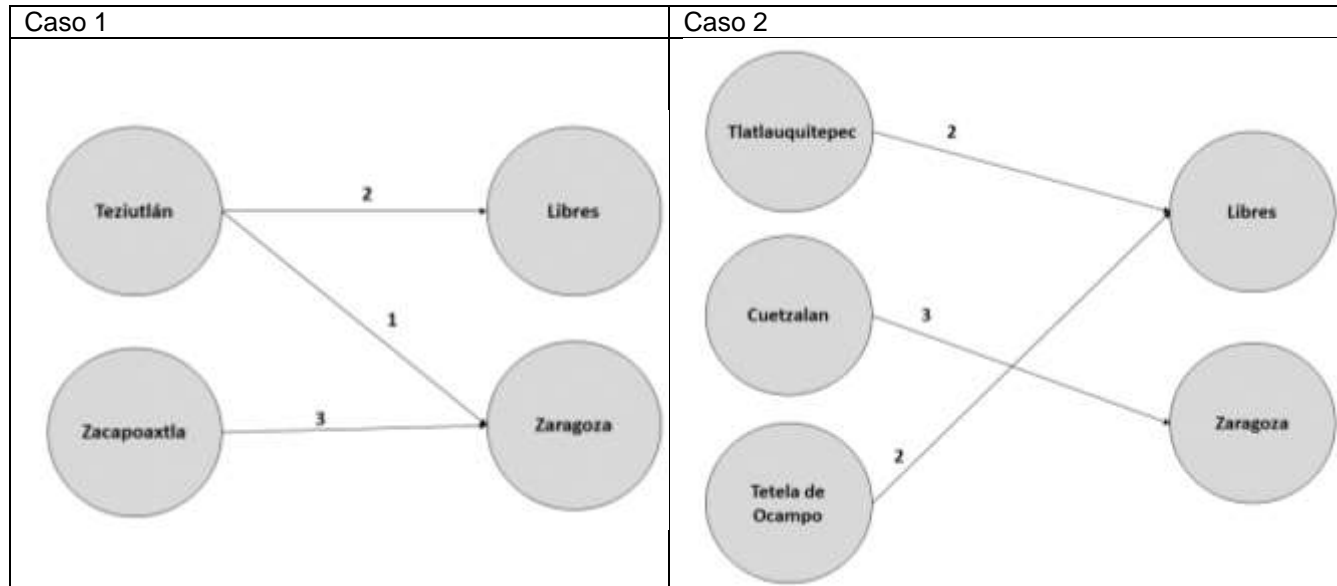 Caso 1
Teziutlán
2
Libres
1
Zacapoaxtla
3
Zaragoza
Caso 2
Tlatlauquitepec
2
Libres
Cuetzalan
3
Zaragoza
2
Tetela de
Ocampo